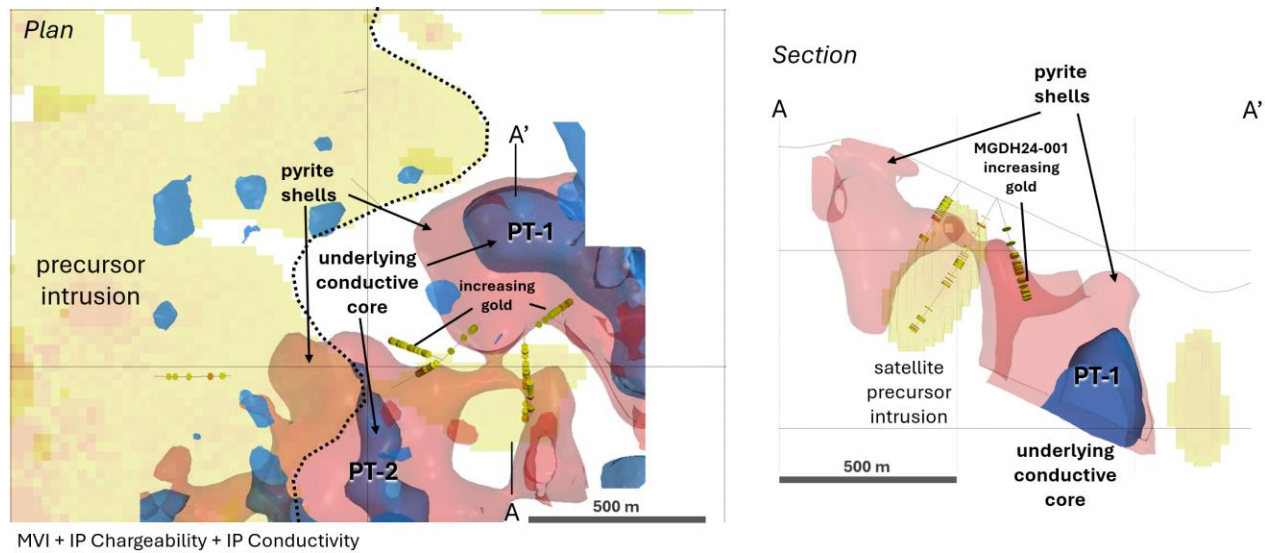 Plan
A'
pyrite
shells
PT-1
precursor
intrusion
underlying
conductive
core
increasing
gold
PT-2
A
500 m
MVI + IP Chargeability + IP Conductivity
Section
pyrite
shells
A
A'
MGDH24-001
increasing
gold
PT-1
satellite
precursor
intrusion
underlying
conductive
core
500 m